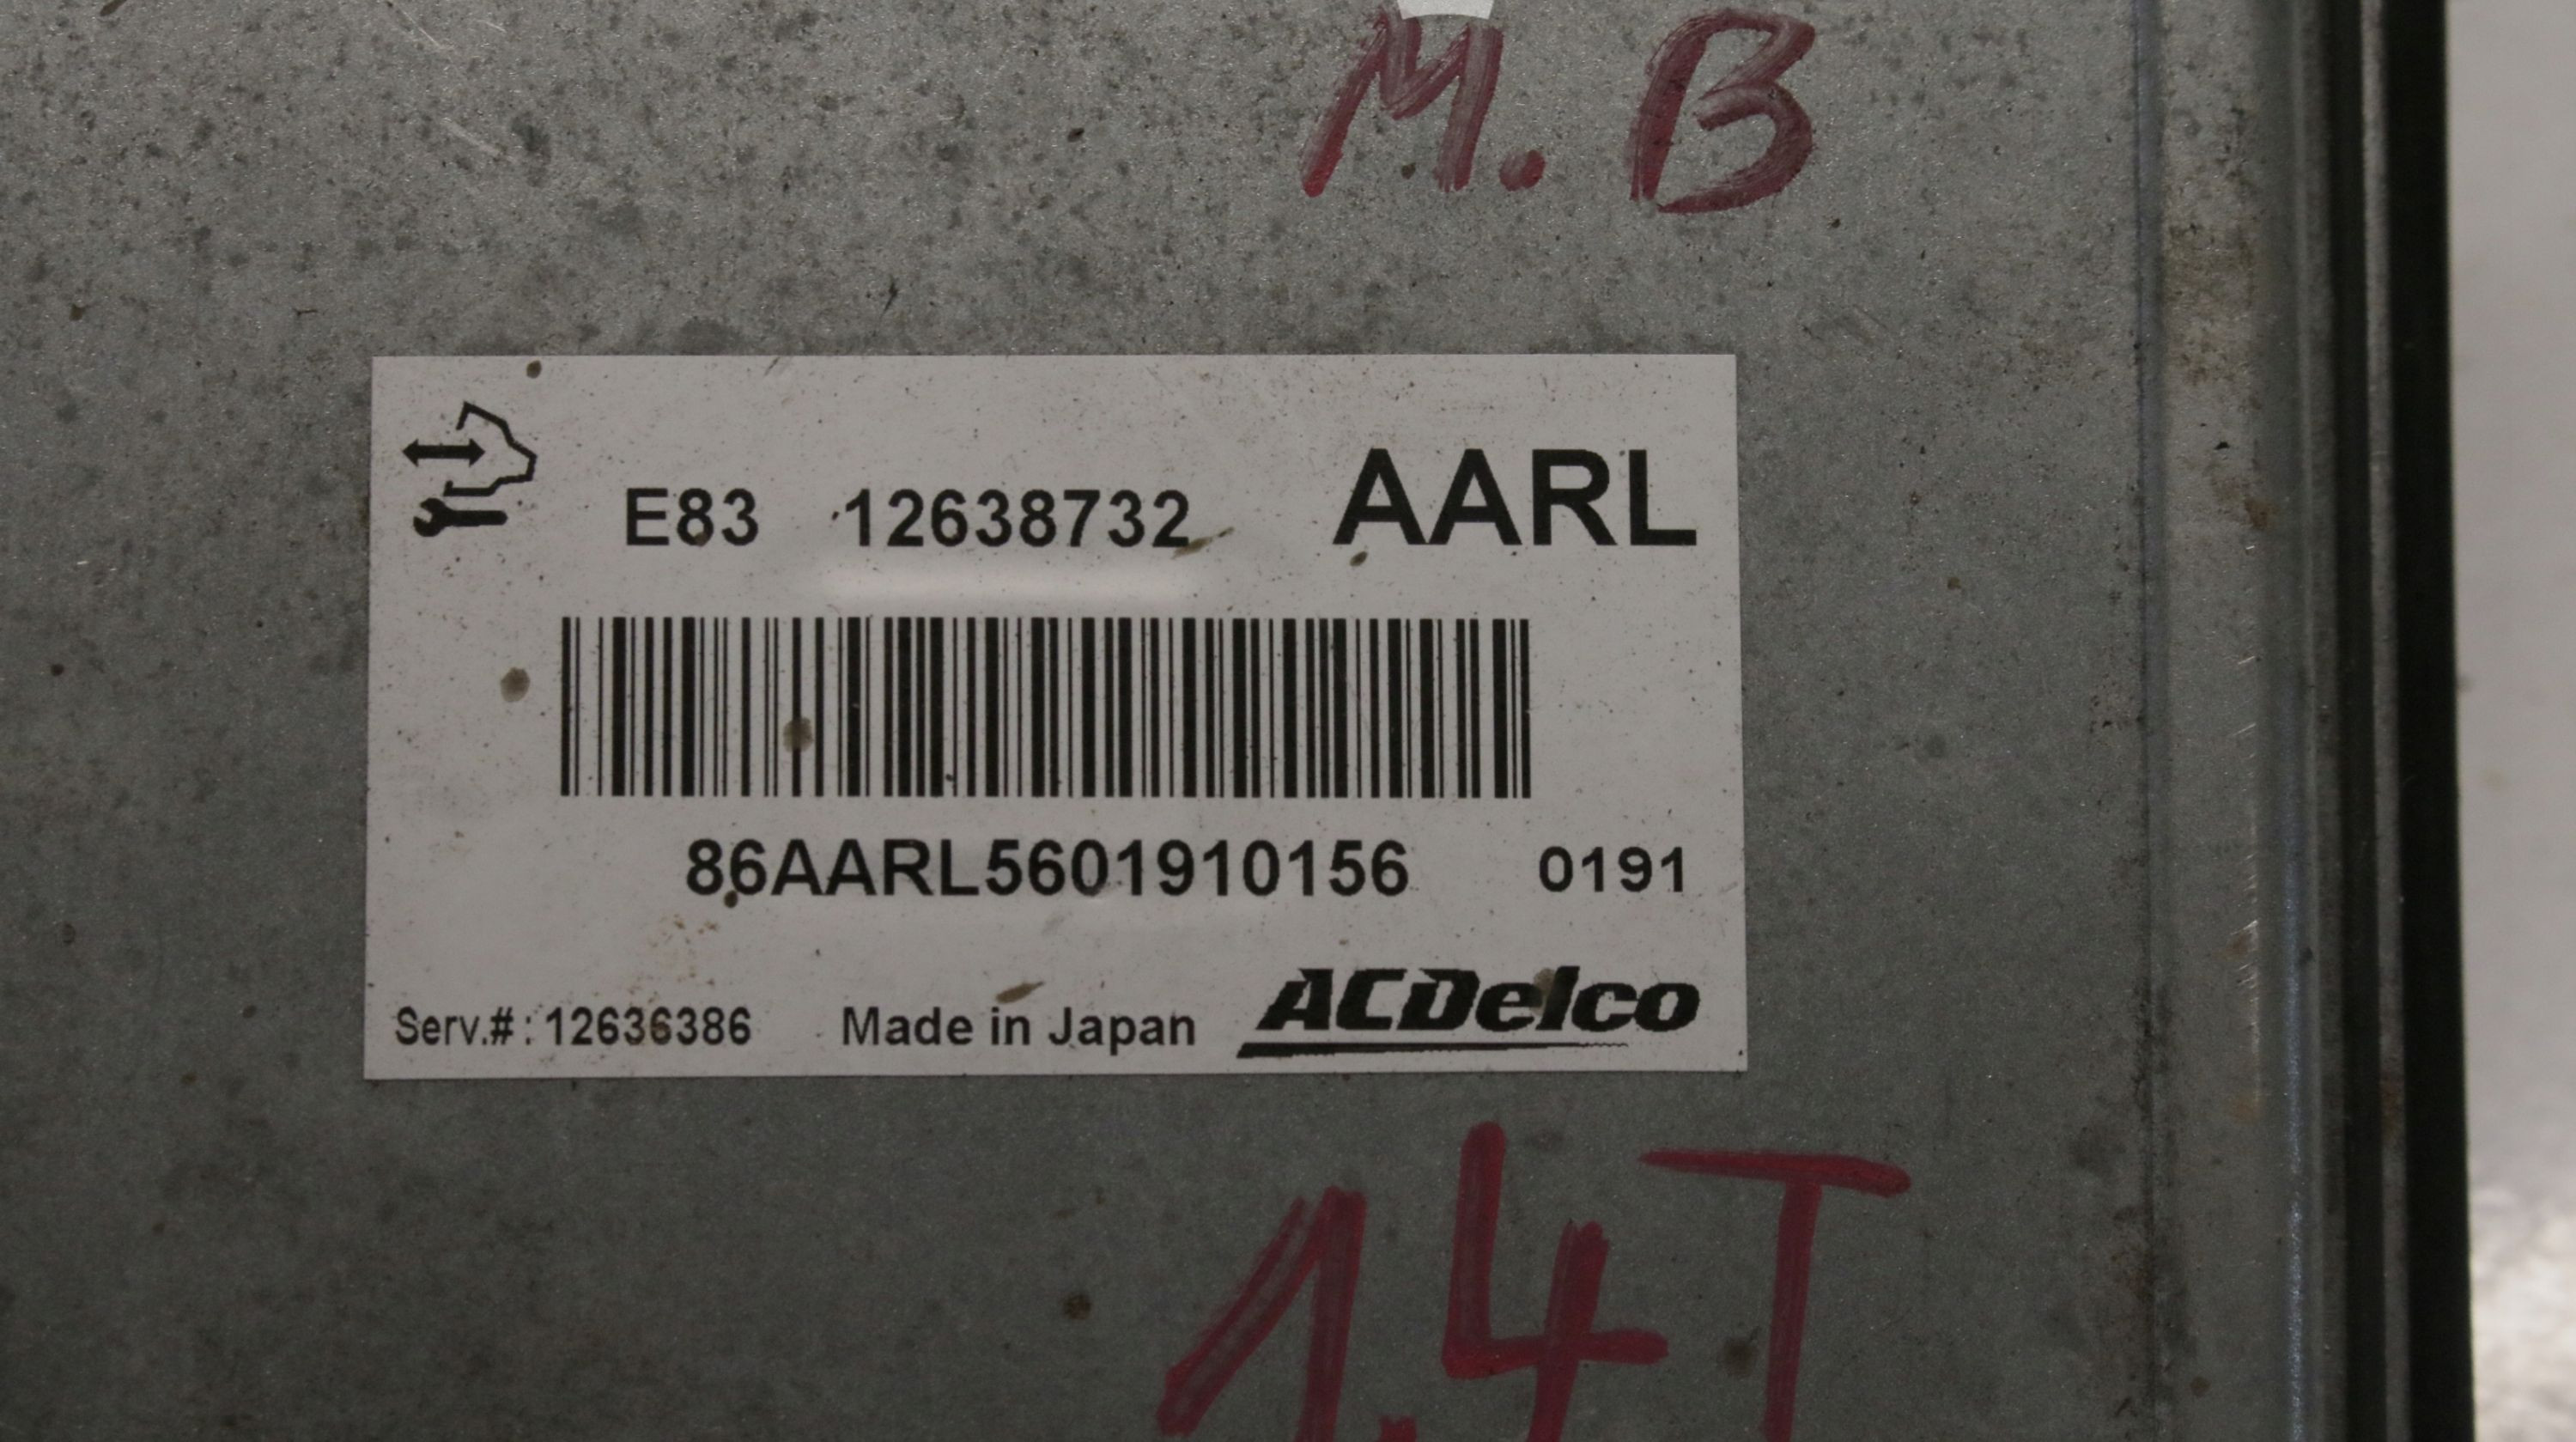 M.B
E83 12638732 AARL
86AARL5601910156 0191
Serv.#: 12636386 Made in Japan ACDelco
1.4T